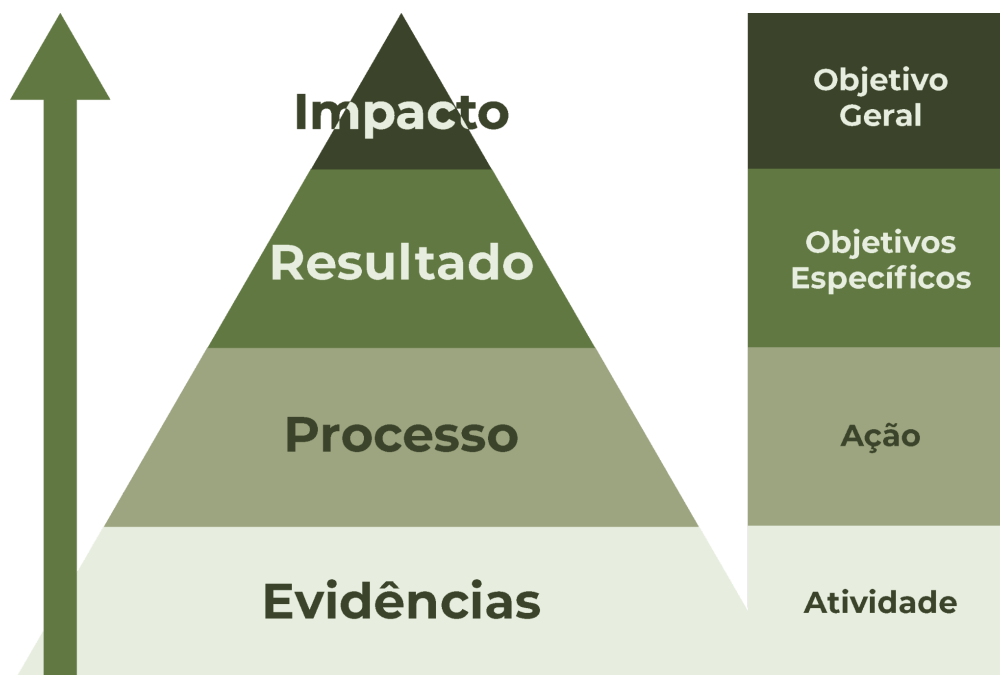 Impacto
Objetivo
Geral
Resultado
Objetivos
Específicos
Processo
Ação
Evidências
Atividade